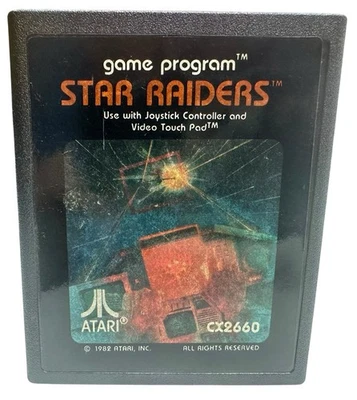 game program™
STAR RAIDERS™
Use with Joystick Controller and
Video Touch Pad™
ATARI®
CX2660
© 1982 ATARI, INC. ALL RIGHTS RESERVED